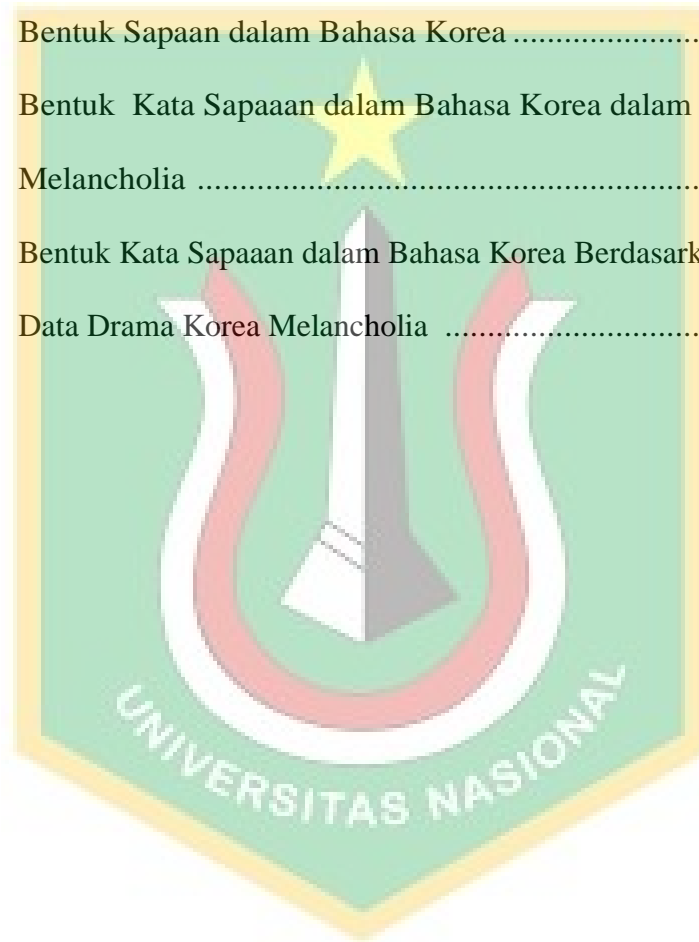 Bentuk Sapaan dalam Bahasa Korea ......................
Bentuk Kata Sapaaan dalam Bahasa Korea dalam
Melancholia ............................................................
Bentuk Kata Sapaaan dalam Bahasa Korea Berdasark
Data Drama Korea Melancholia ..............................
UNIVERSITAS NASIONAL